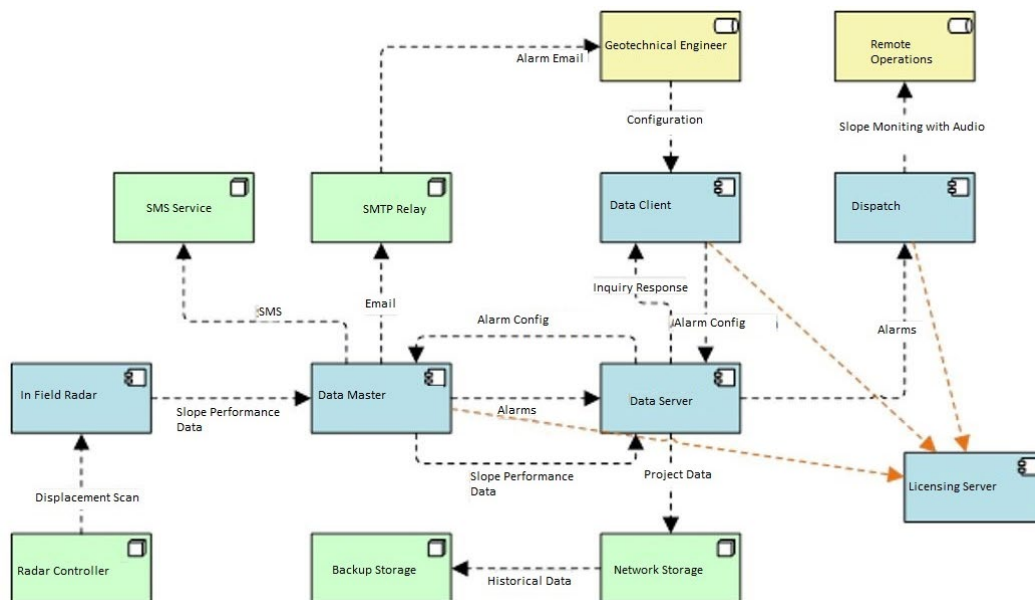 Geotechnical Engineer
Remote
Operations
Alarm Email
Configuration
Slope Moniting with Audio
SMS Service
SMTP Relay
Data Client
Dispatch
Inquiry Response
SMS
Email
Alarm Config
Alarm Config
Alarms
In Field Radar
Slope Performance
Data
Data Master
Alarms
Data Server
Slope Performance
Data
Project Data
Licensing Server
Displacement Scan
Radar Controller
Backup Storage
Historical Data
Network Storage